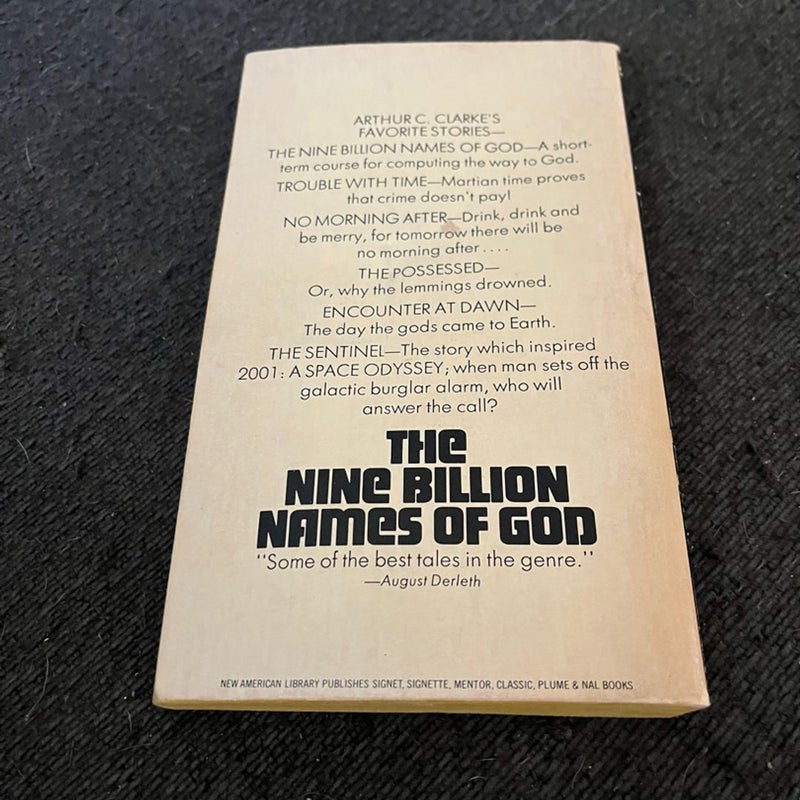 ARTHUR C. CLARKE'S
FAVORITE STORIES—
THE NINE BILLION NAMES OF GOD—A short-
term course for computing the way to God.
TROUBLE WITH TIME—Martian time proves
that crime doesn't pay!
NO MORNING AFTER—Drink, drink and
be merry, for tomorrow there will be
no morning after . . . .
THE POSSESSED—
Or, why the lemmings drowned.
ENCOUNTER AT DAWN—
The day the gods came to Earth.
THE SENTINEL—The story which inspired
2001: A SPACE ODYSSEY; when man sets off the
galactic burglar alarm, who will
answer the call?
THE
NINE BILLION
NAMES OF GOD
"Some of the best tales in the genre."
—August Derleth
NEW AMERICAN LIBRARY PUBLISHES SIGNET, SIGNETTE, MENTOR, CLASSIC, PLUME & NAL BOOKS